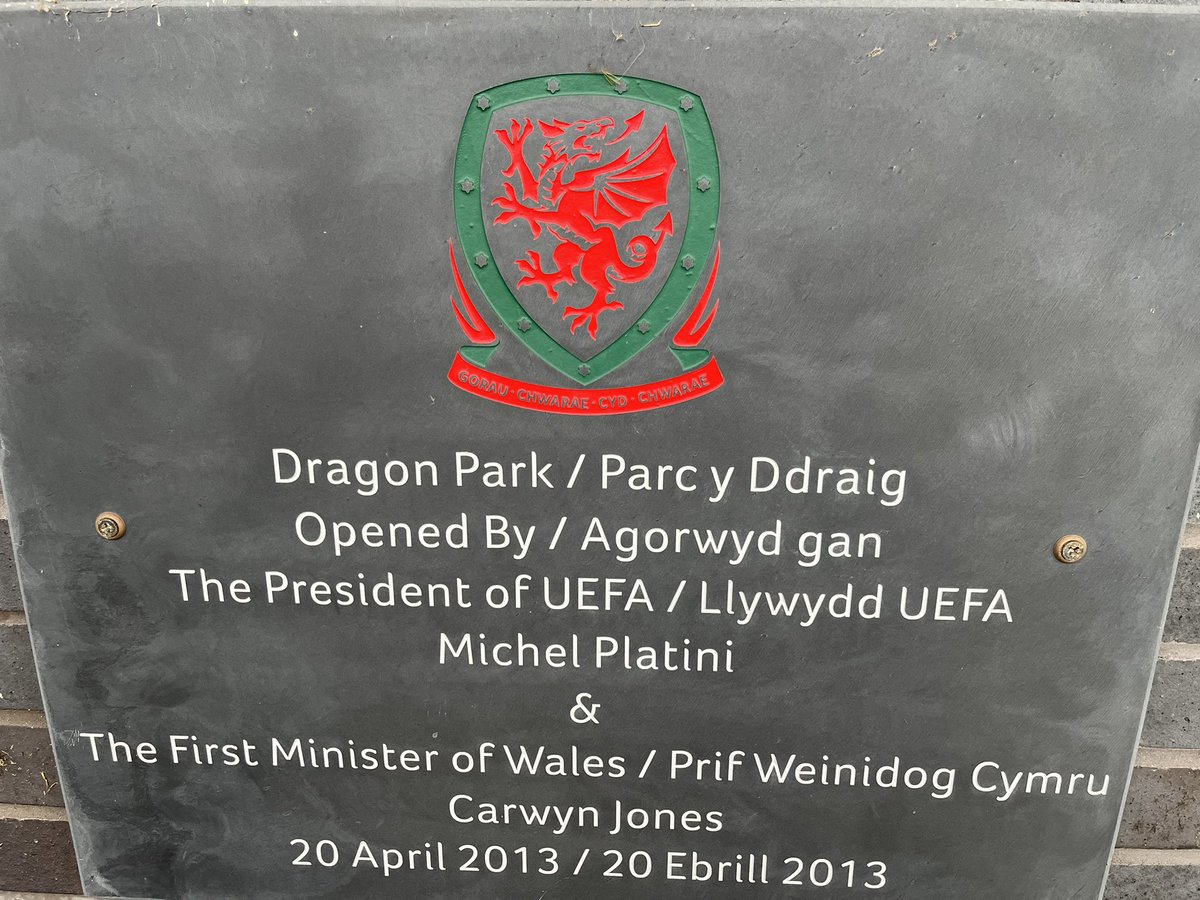 GORAU · CHWARAE · CYD · CHWARAE
Dragon Park / Parc y Ddraig
Opened By / Agorwyd gan
The President of UEFA / Llywydd UEFA
Michel Platini
&
The First Minister of Wales / Prif Weinidog Cymru
Carwyn Jones
20 April 2013 / 20 Ebrill 2013